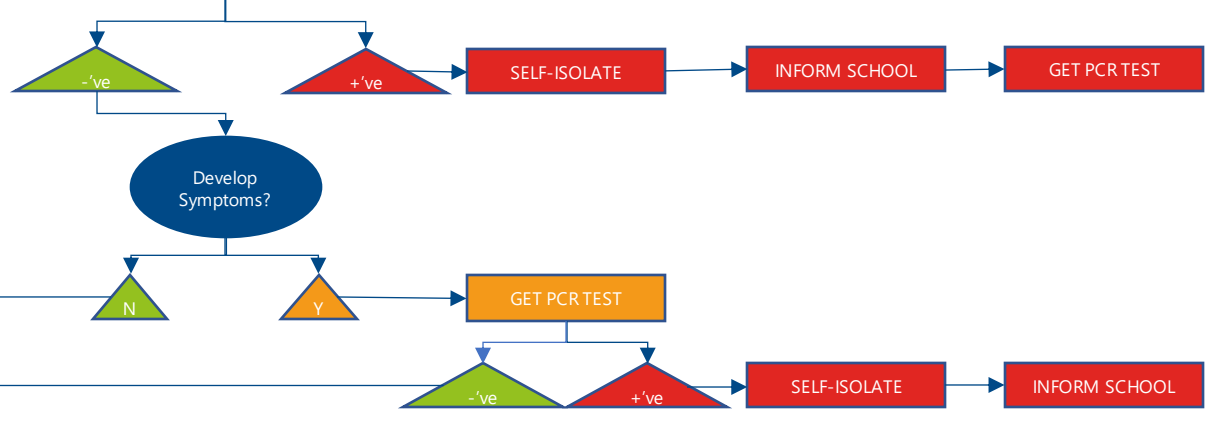 -’ve
+’ve
SELF-ISOLATE
INFORM SCHOOL
GET PCR TEST
Develop
Symptoms?
N
Y
GET PCR TEST
-’ve
+’ve
SELF-ISOLATE
INFORM SCHOOL